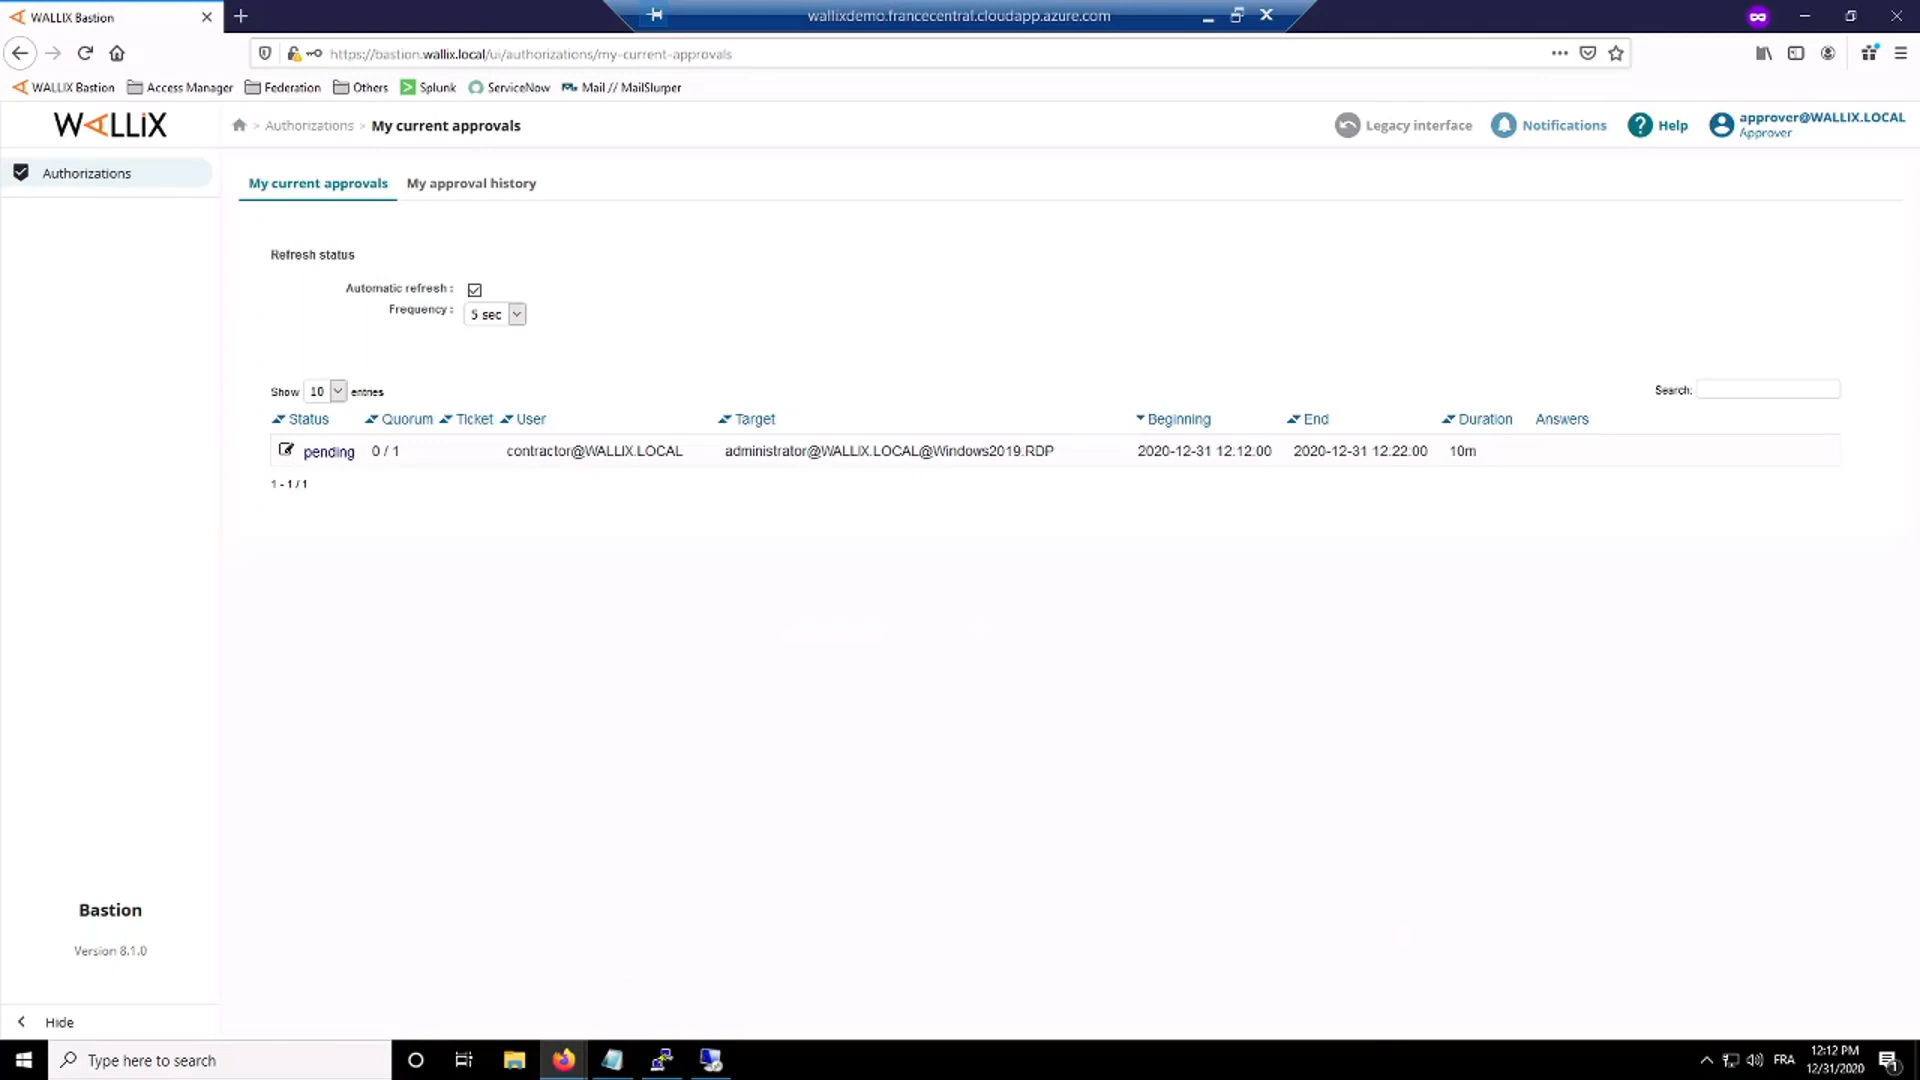 WALLIX Bastion
wallixdemo.francecentral.cloudapp.azure.com
https://bastion.wallix.local/ui/authorizations/my-current-approvals
WALLIX Bastion Access Manager Federation Others Splunk ServiceNow Mail // MailSlurper
WALLIX
> Authorizations > My current approvals
Legacy interface
Notifications
? Help
approver@WALLIX.LOCAL
Approver
Authorizations
My current approvals My approval history
Refresh status
Automatic refresh :
Frequency : 5 sec
Show 10 entries
Search:
Status Quorum Ticket User Target Beginning End Duration Answers
pending 0 / 1 contractor@WALLIX.LOCAL administrator@WALLIX.LOCAL@Windows2019.RDP 2020-12-31 12:12:00 2020-12-31 12:22:00 10m
1 - 1 / 1
Bastion
Version 8.1.0
Hide
Type here to search
FRA
12:12 PM
12/31/2020
1